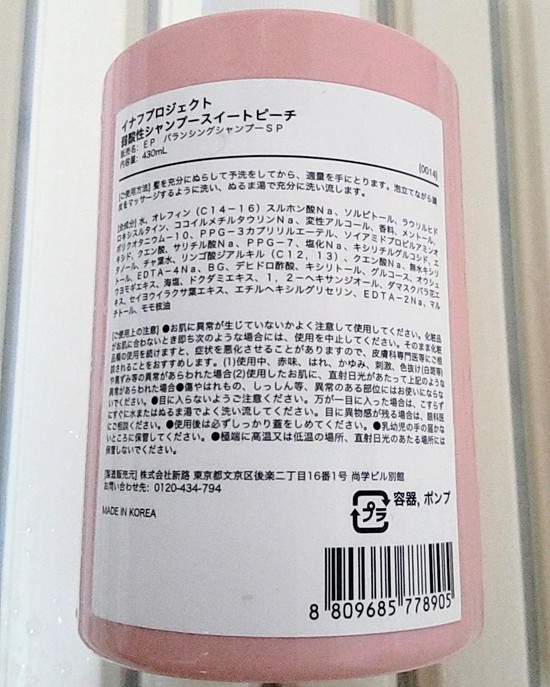 イナフプロジェクト
弱酸性シャンプースイートピーチ
販売名: ＥＰ バランシングシャンプーＳＰ
内容量: 430mL
(0014)
[ご使用方法] 髪を充分にぬらして予洗をしてから、適量を手にとります。泡立てながら頭
皮をマッサージするように洗い、ぬるま湯で充分に洗い流します。
[全成分] 水、オレフィン（Ｃ１４－１６）スルホン酸Ｎａ、ソルビトール、ラウリルヒド
ロキシスルタイン、ココイルメチルタウリンＮａ、変性アルコール、香料、メントール、
ポリクオタニウム－１０、ＰＰＧ－３カプリリルエーテル、ソイアミドプロピルアミンオ
キシド、クエン酸、サリチル酸Ｎａ、ＰＰＧ－７、塩化Ｎａ、キシリチルグルコシド、エ
タノール、チャ葉水、リンゴ酸ジアルキル（Ｃ１２，１３）、クエン酸Ｎａ、無水キシリ
トール、ＥＤＴＡ－４Ｎａ、ＢＧ、デヒドロ酢酸、キシリトール、グルコース、オウシュ
ウヨモギエキス、海塩、ドクダミエキス、１，２－ヘキサンジオール、ダマスクバラ花エ
キス、セイヨウイラクサ葉エキス、エチルヘキシルグリセリン、ＥＤＴＡ－２Ｎａ、マル
チトール、モモ核油
[ご使用上の注意] ●お肌に異常が生じていないかよく注意して使用してください。化粧品
がお肌に合わないとき即ち次のような場合には、使用を中止してください。そのまま化粧
品類の使用を続けますと、症状を悪化させることがありますので、皮膚科専門医等にご相
談されることをおすすめします。(1)使用中、赤味、はれ、かゆみ、刺激、色抜け(白斑等)
や黒ずみ等の異常があらわれた場合(2)使用したお肌に、直射日光があたって上記のような
異常があらわれた場合●傷やはれもの、しっしん等、異常のある部位にはお使いにならな
いでください。●目に入らないようご注意ください。万が一目に入った場合は、こすらず
にすぐに水またはぬるま湯でよく洗い流してください。目に異物感が残る場合は、眼科医
にご相談ください。●使用後は必ずしっかり蓋をしめてください。●乳幼児の手の届かな
いところに保管してください。●極端に高温又は低温の場所、直射日光のあたる場所には
保管しないでください。
[製造販売元] 株式会社新路 東京都文京区後楽二丁目16番1号 尚学ビル別館
お問い合わせ先: 0120-434-794
MADE IN KOREA
プラ
容器, ポンプ
8 809685 778905